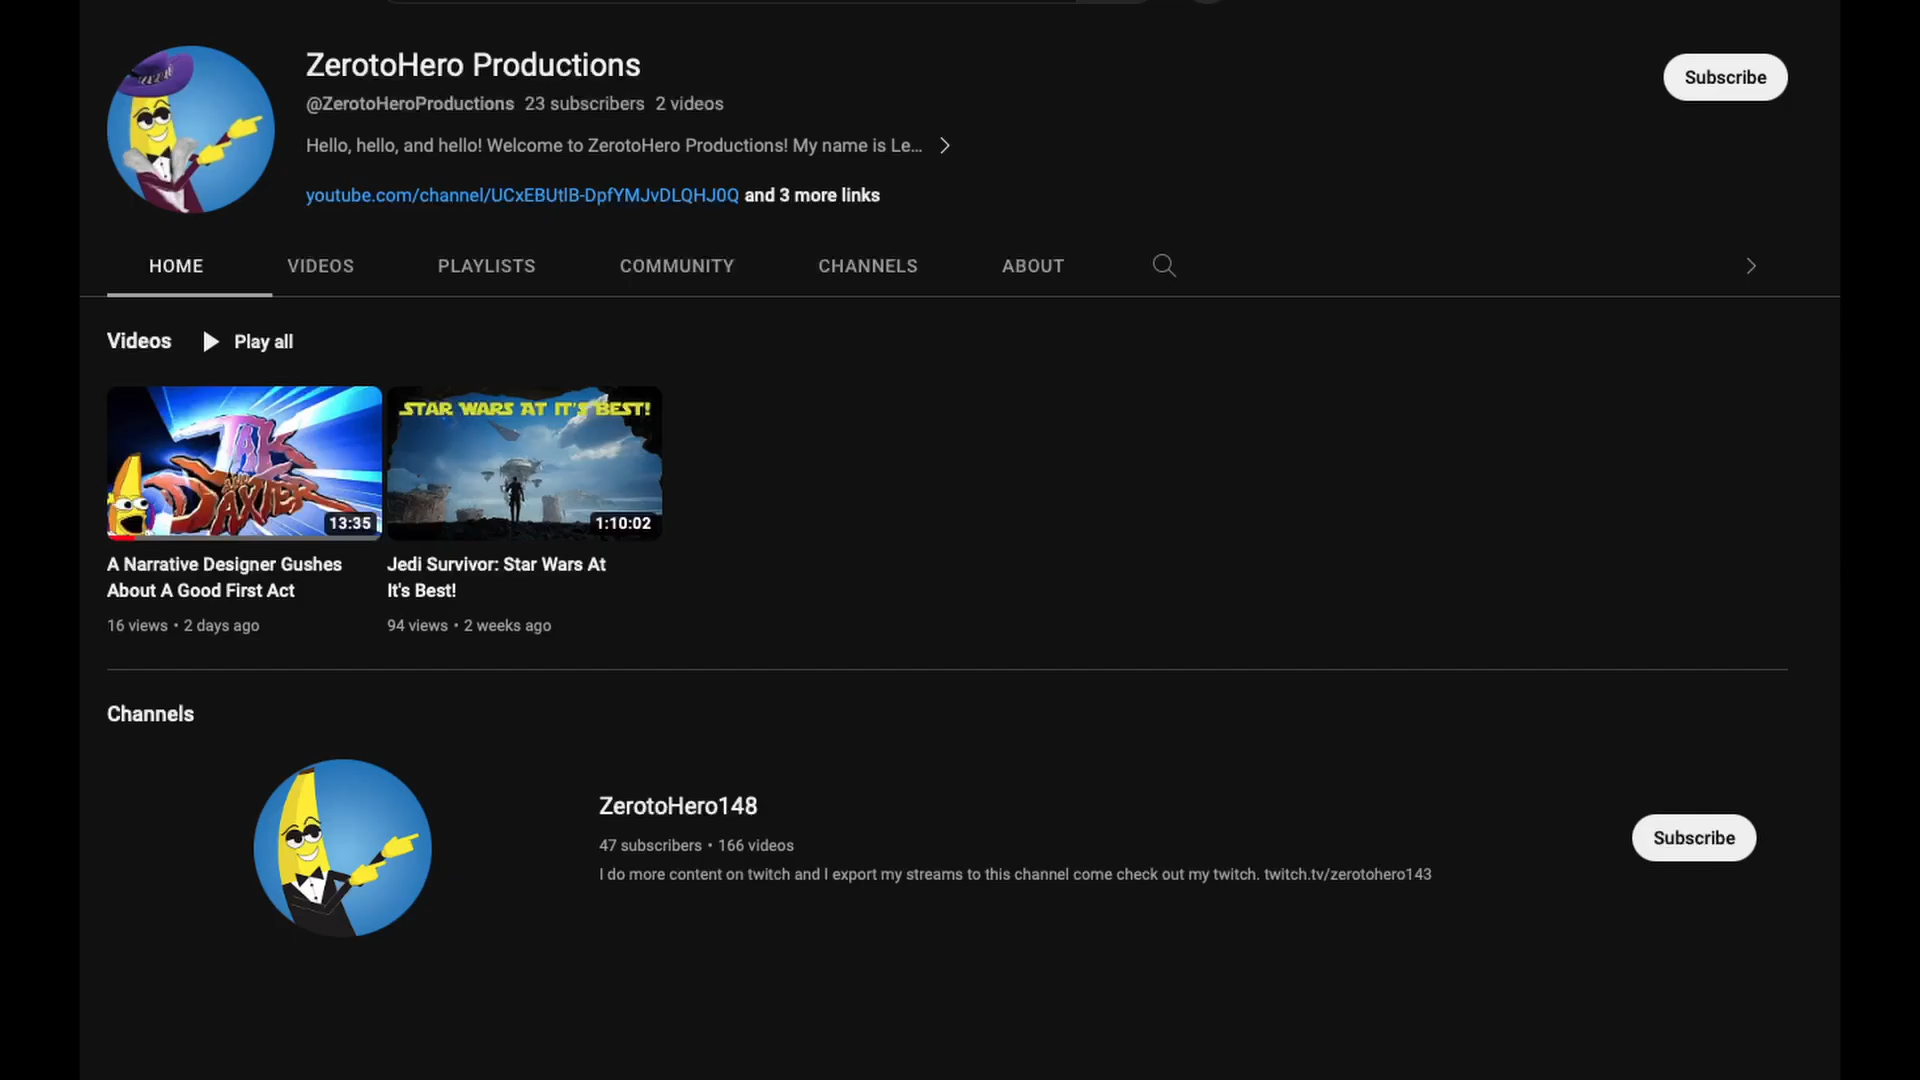 ZerotoHero Productions
@ZerotoHeroProductions 23 subscribers 2 videos
Hello, hello, and hello! Welcome to ZerotoHero Productions! My name is Le...
youtube.com/channel/UCxEBUtlB-DpfYMJvDLQHJ0Q and 3 more links
Subscribe
HOME VIDEOS PLAYLISTS COMMUNITY CHANNELS ABOUT
Videos Play all
JAK
AND
DAXTER
13:35
STAR WARS AT IT'S BEST!
1:10:02
A Narrative Designer Gushes
About A Good First Act
16 views • 2 days ago
Jedi Survivor: Star Wars At
It's Best!
94 views • 2 weeks ago
Channels
ZerotoHero148
47 subscribers • 166 videos
I do more content on twitch and I export my streams to this channel come check out my twitch. twitch.tv/zerotohero143
Subscribe